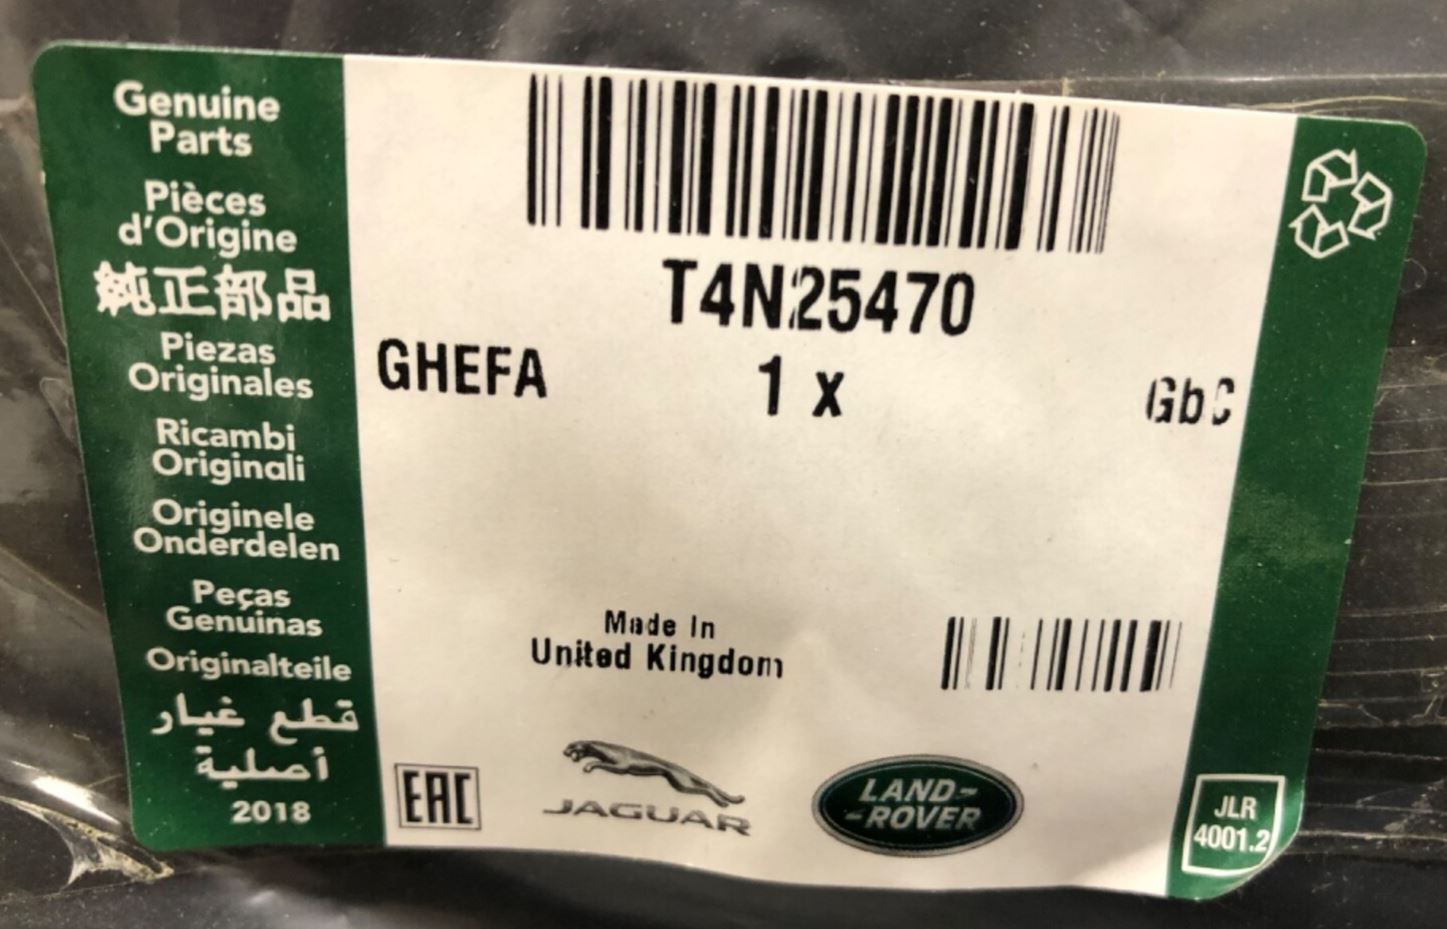 Genuine
Parts
Pièces
d'Origine
純正部品
Piezas
Originales
Ricambi
Originali
Originele
Onderdelen
Peças
Genuinas
Originalteile
قطع غيار
أصلية
2018
T4N25470
GHEFA
1 x
GbC
Made In
United Kingdom
EAC
JAGUAR
LAND-
-ROVER
JLR
4001.2